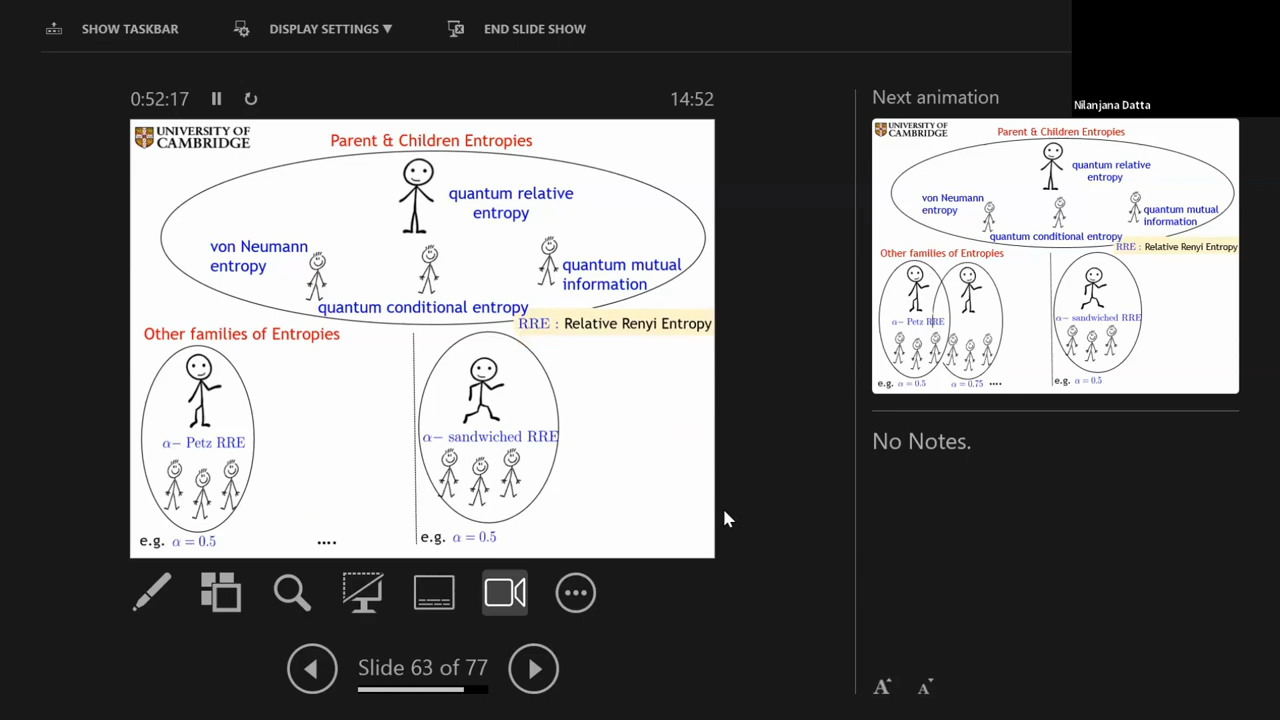 SHOW TASKBAR
DISPLAY SETTINGS ▼
END SLIDE SHOW
0:52:17
14:52
UNIVERSITY OF
CAMBRIDGE
Parent & Children Entropies
quantum relative
entropy
von Neumann
entropy
quantum mutual
information
quantum conditional entropy
RRE : Relative Renyi Entropy
Other families of Entropies
α− Petz RRE
α− sandwiched RRE
e.g. α = 0.5
....
e.g. α = 0.5
Slide 63 of 77
Next animation
Nilanjana Datta
UNIVERSITY OF
CAMBRIDGE
Parent & Children Entropies
quantum relative
entropy
von Neumann
entropy
quantum mutual
information
quantum conditional entropy
RRE : Relative Renyi Entropy
Other families of Entropies
α− Petz RRE
α− sandwiched RRE
e.g. α = 0.5
α = 0.75
....
e.g. α = 0.5
No Notes.
A
A